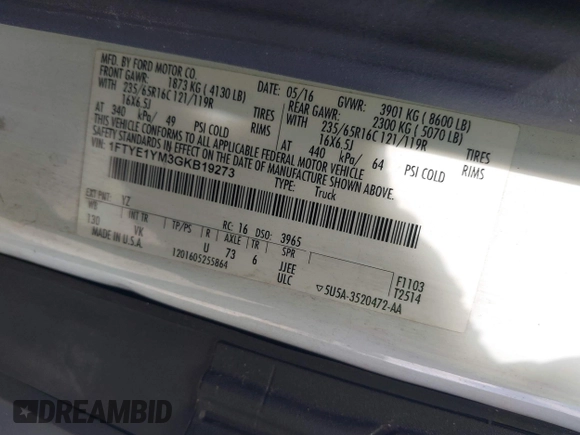 MFD. BY FORD MOTOR CO.
DATE: 05/16 GVWR: 3901 KG ( 8600 LB)
FRONT GAWR: 1873 KG ( 4130 LB) REAR GAWR: 2300 KG ( 5070 LB)
WITH 235/65R16C 121/119R TIRES WITH 235/65R16C 121/119R TIRES
16X6.5J RIMS 16X6.5J RIMS
AT 340 kPa/ 49 PSI COLD AT 440 kPa/ 64 PSI COLD
THIS VEHICLE CONFORMS TO ALL APPLICABLE FEDERAL MOTOR VEHICLE
SAFETY STANDARDS IN EFFECT ON THE DATE OF MANUFACTURE SHOWN ABOVE.
1FTYE1YM3GKB19273
TYPE: Truck
EXT PNT: YZ RC: 16 DSO: 3965
WB INT TR TP/PS R AXLE TR SPR
130 VK U 73 6 JJEE F1103
MADE IN U.S.A. ULC T2514
1201605255864
▽5U5A-3520472-AA
DREAMBID